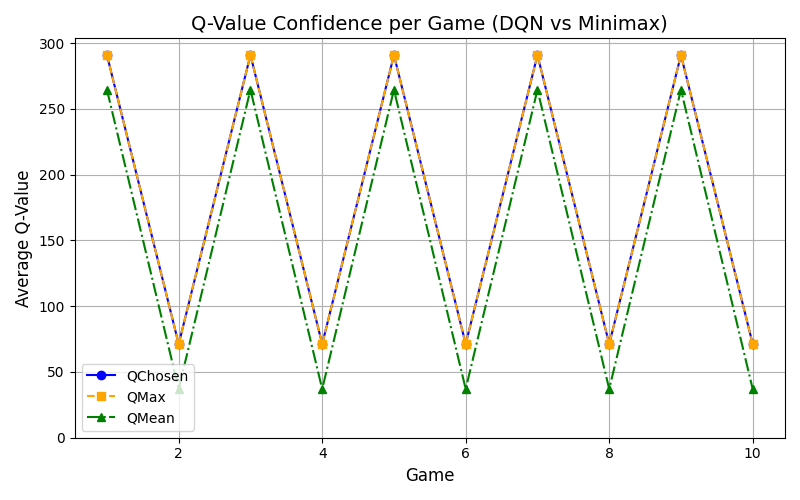 Q-Value Confidence per Game (DQN vs Minimax)
300
250
200
150
100
50
0
Average Q-Value
QChosen
QMax
QMean
2 4 6 8 10
Game